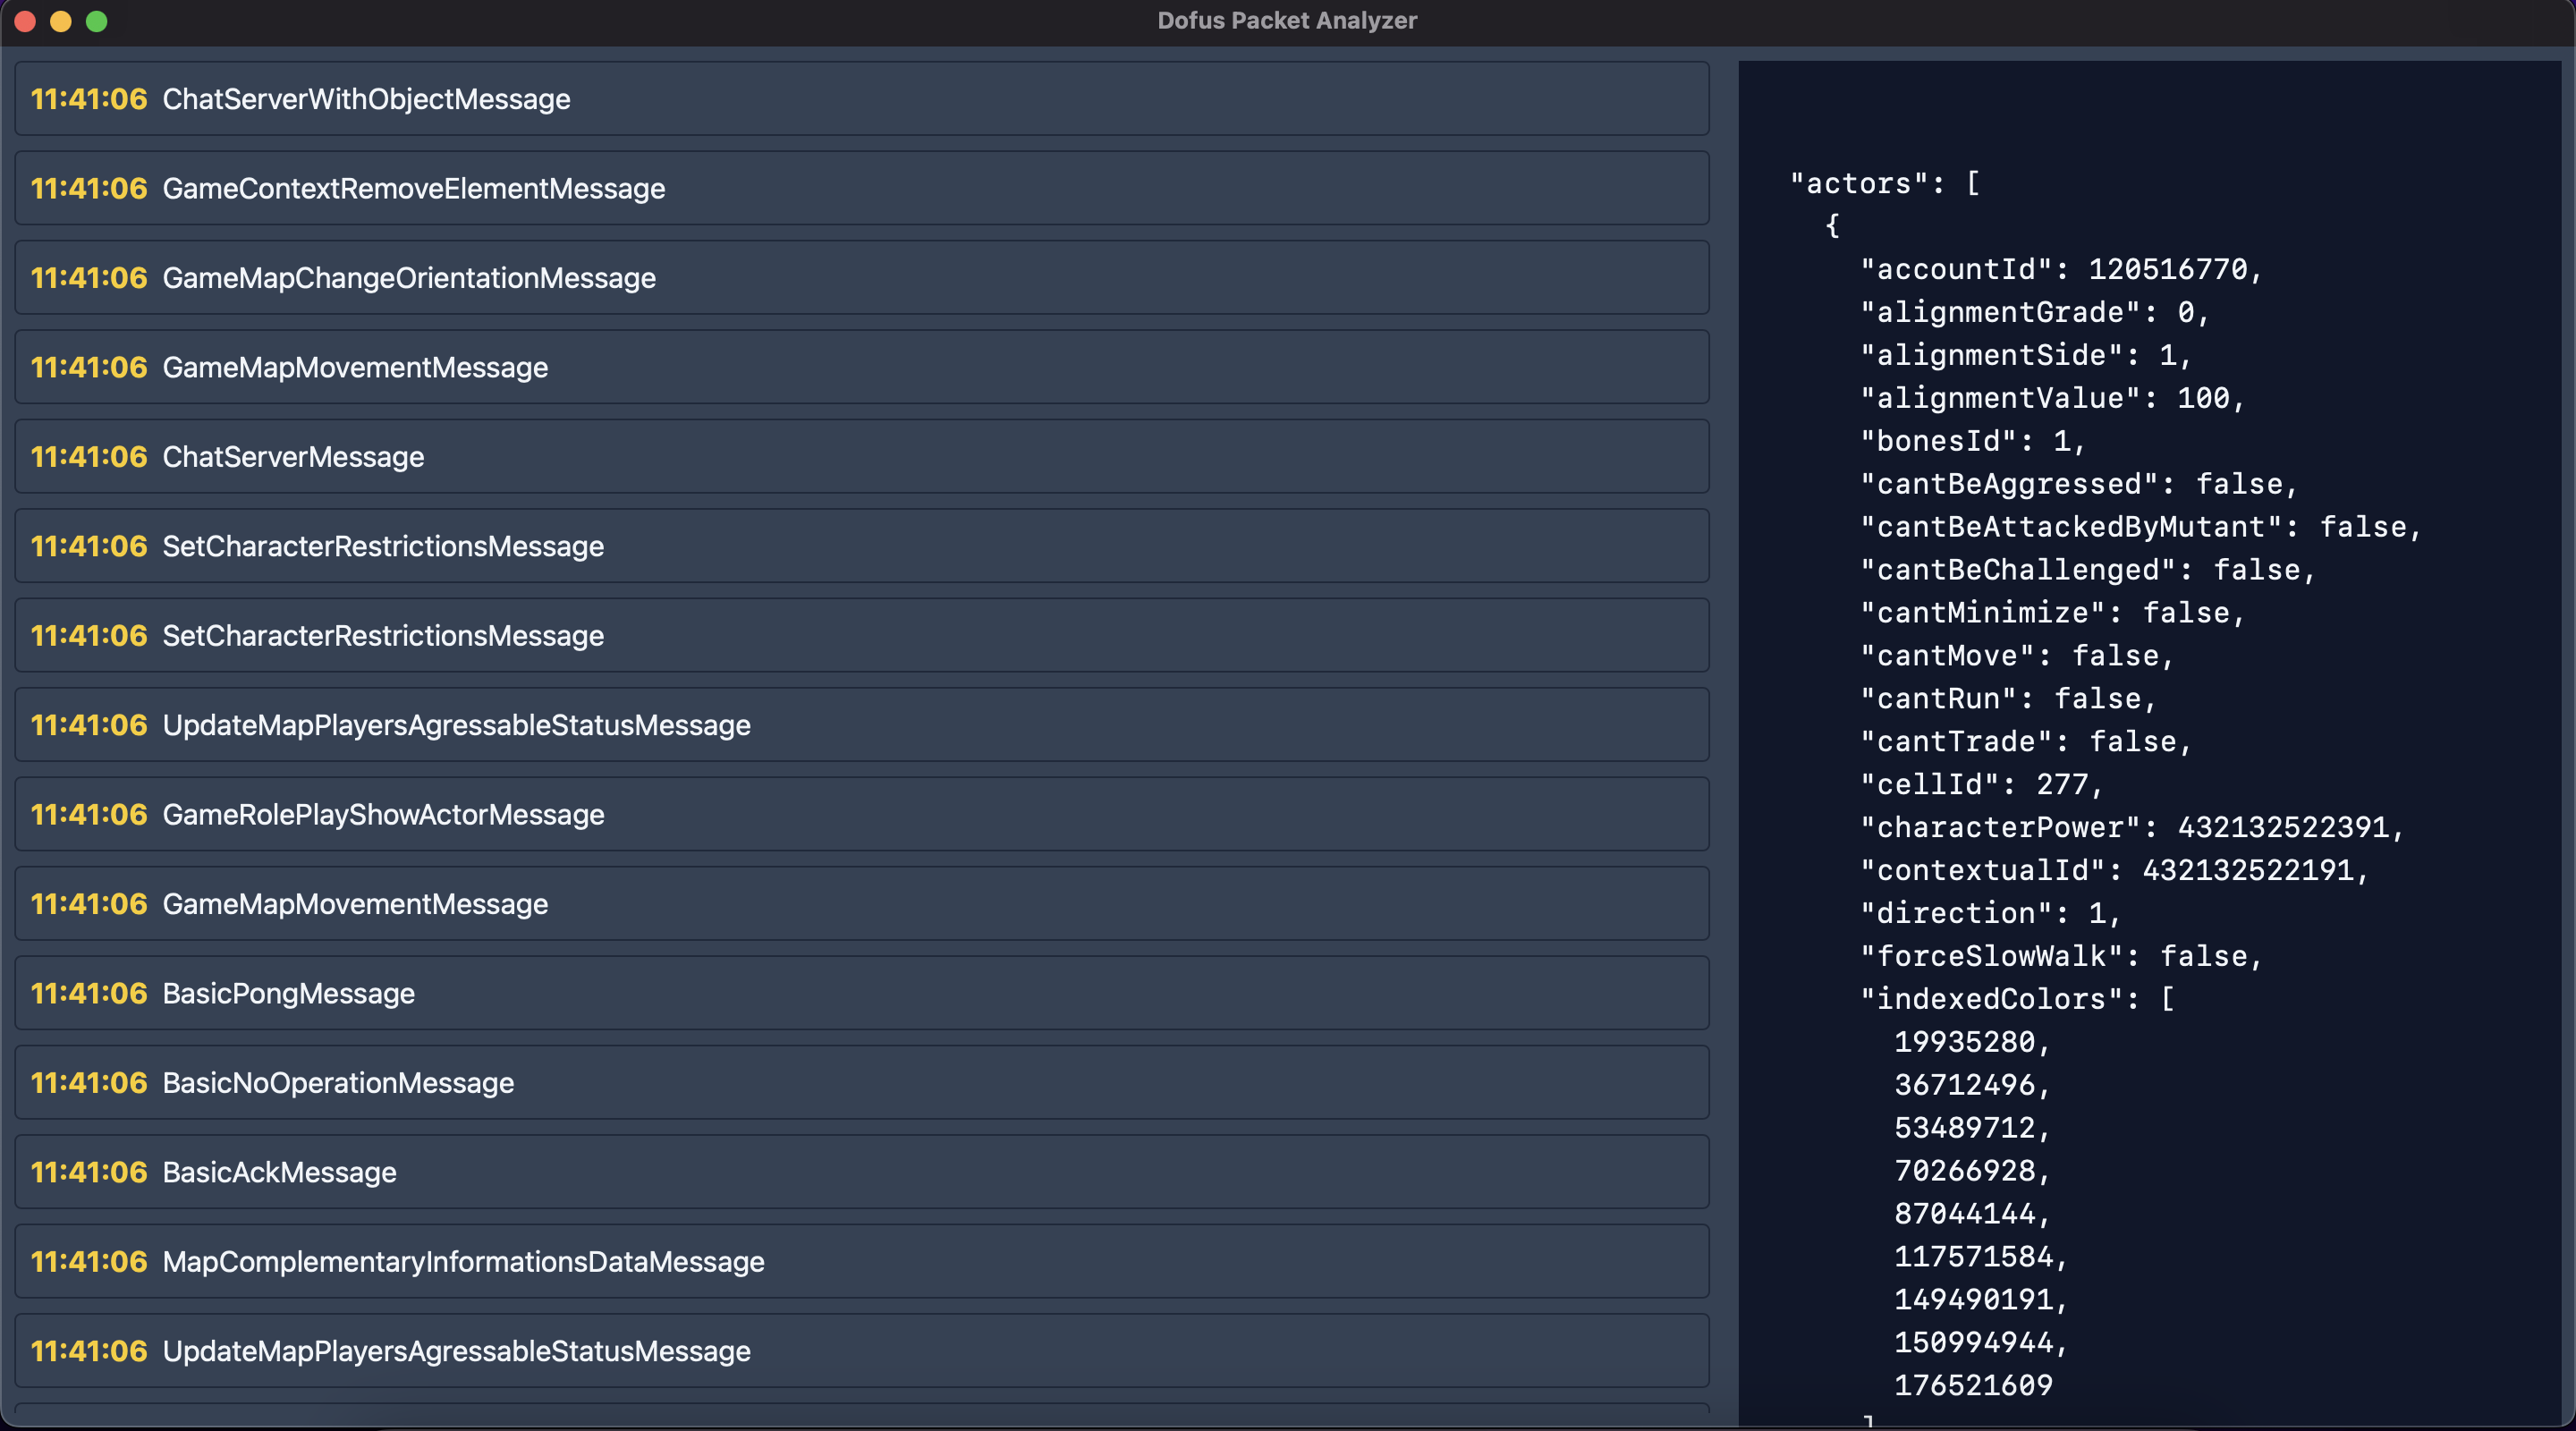 Dofus Packet Analyzer
11:41:06 ChatServerWithObjectMessage
11:41:06 GameContextRemoveElementMessage
11:41:06 GameMapChangeOrientationMessage
11:41:06 GameMapMovementMessage
11:41:06 ChatServerMessage
11:41:06 SetCharacterRestrictionsMessage
11:41:06 SetCharacterRestrictionsMessage
11:41:06 UpdateMapPlayersAgressableStatusMessage
11:41:06 GameRolePlayShowActorMessage
11:41:06 GameMapMovementMessage
11:41:06 BasicPongMessage
11:41:06 BasicNoOperationMessage
11:41:06 BasicAckMessage
11:41:06 MapComplementaryInformationsDataMessage
11:41:06 UpdateMapPlayersAgressableStatusMessage
"actors": [
{
"accountId": 120516770,
"alignmentGrade": 0,
"alignmentSide": 1,
"alignmentValue": 100,
"bonesId": 1,
"cantBeAggressed": false,
"cantBeAttackedByMutant": false,
"cantBeChallenged": false,
"cantMinimize": false,
"cantMove": false,
"cantRun": false,
"cantTrade": false,
"cellId": 277,
"characterPower": 432132522391,
"contextualId": 432132522191,
"direction": 1,
"forceSlowWalk": false,
"indexedColors": [
19935280,
36712496,
53489712,
70266928,
87044144,
117571584,
149490191,
150994944,
176521609
]